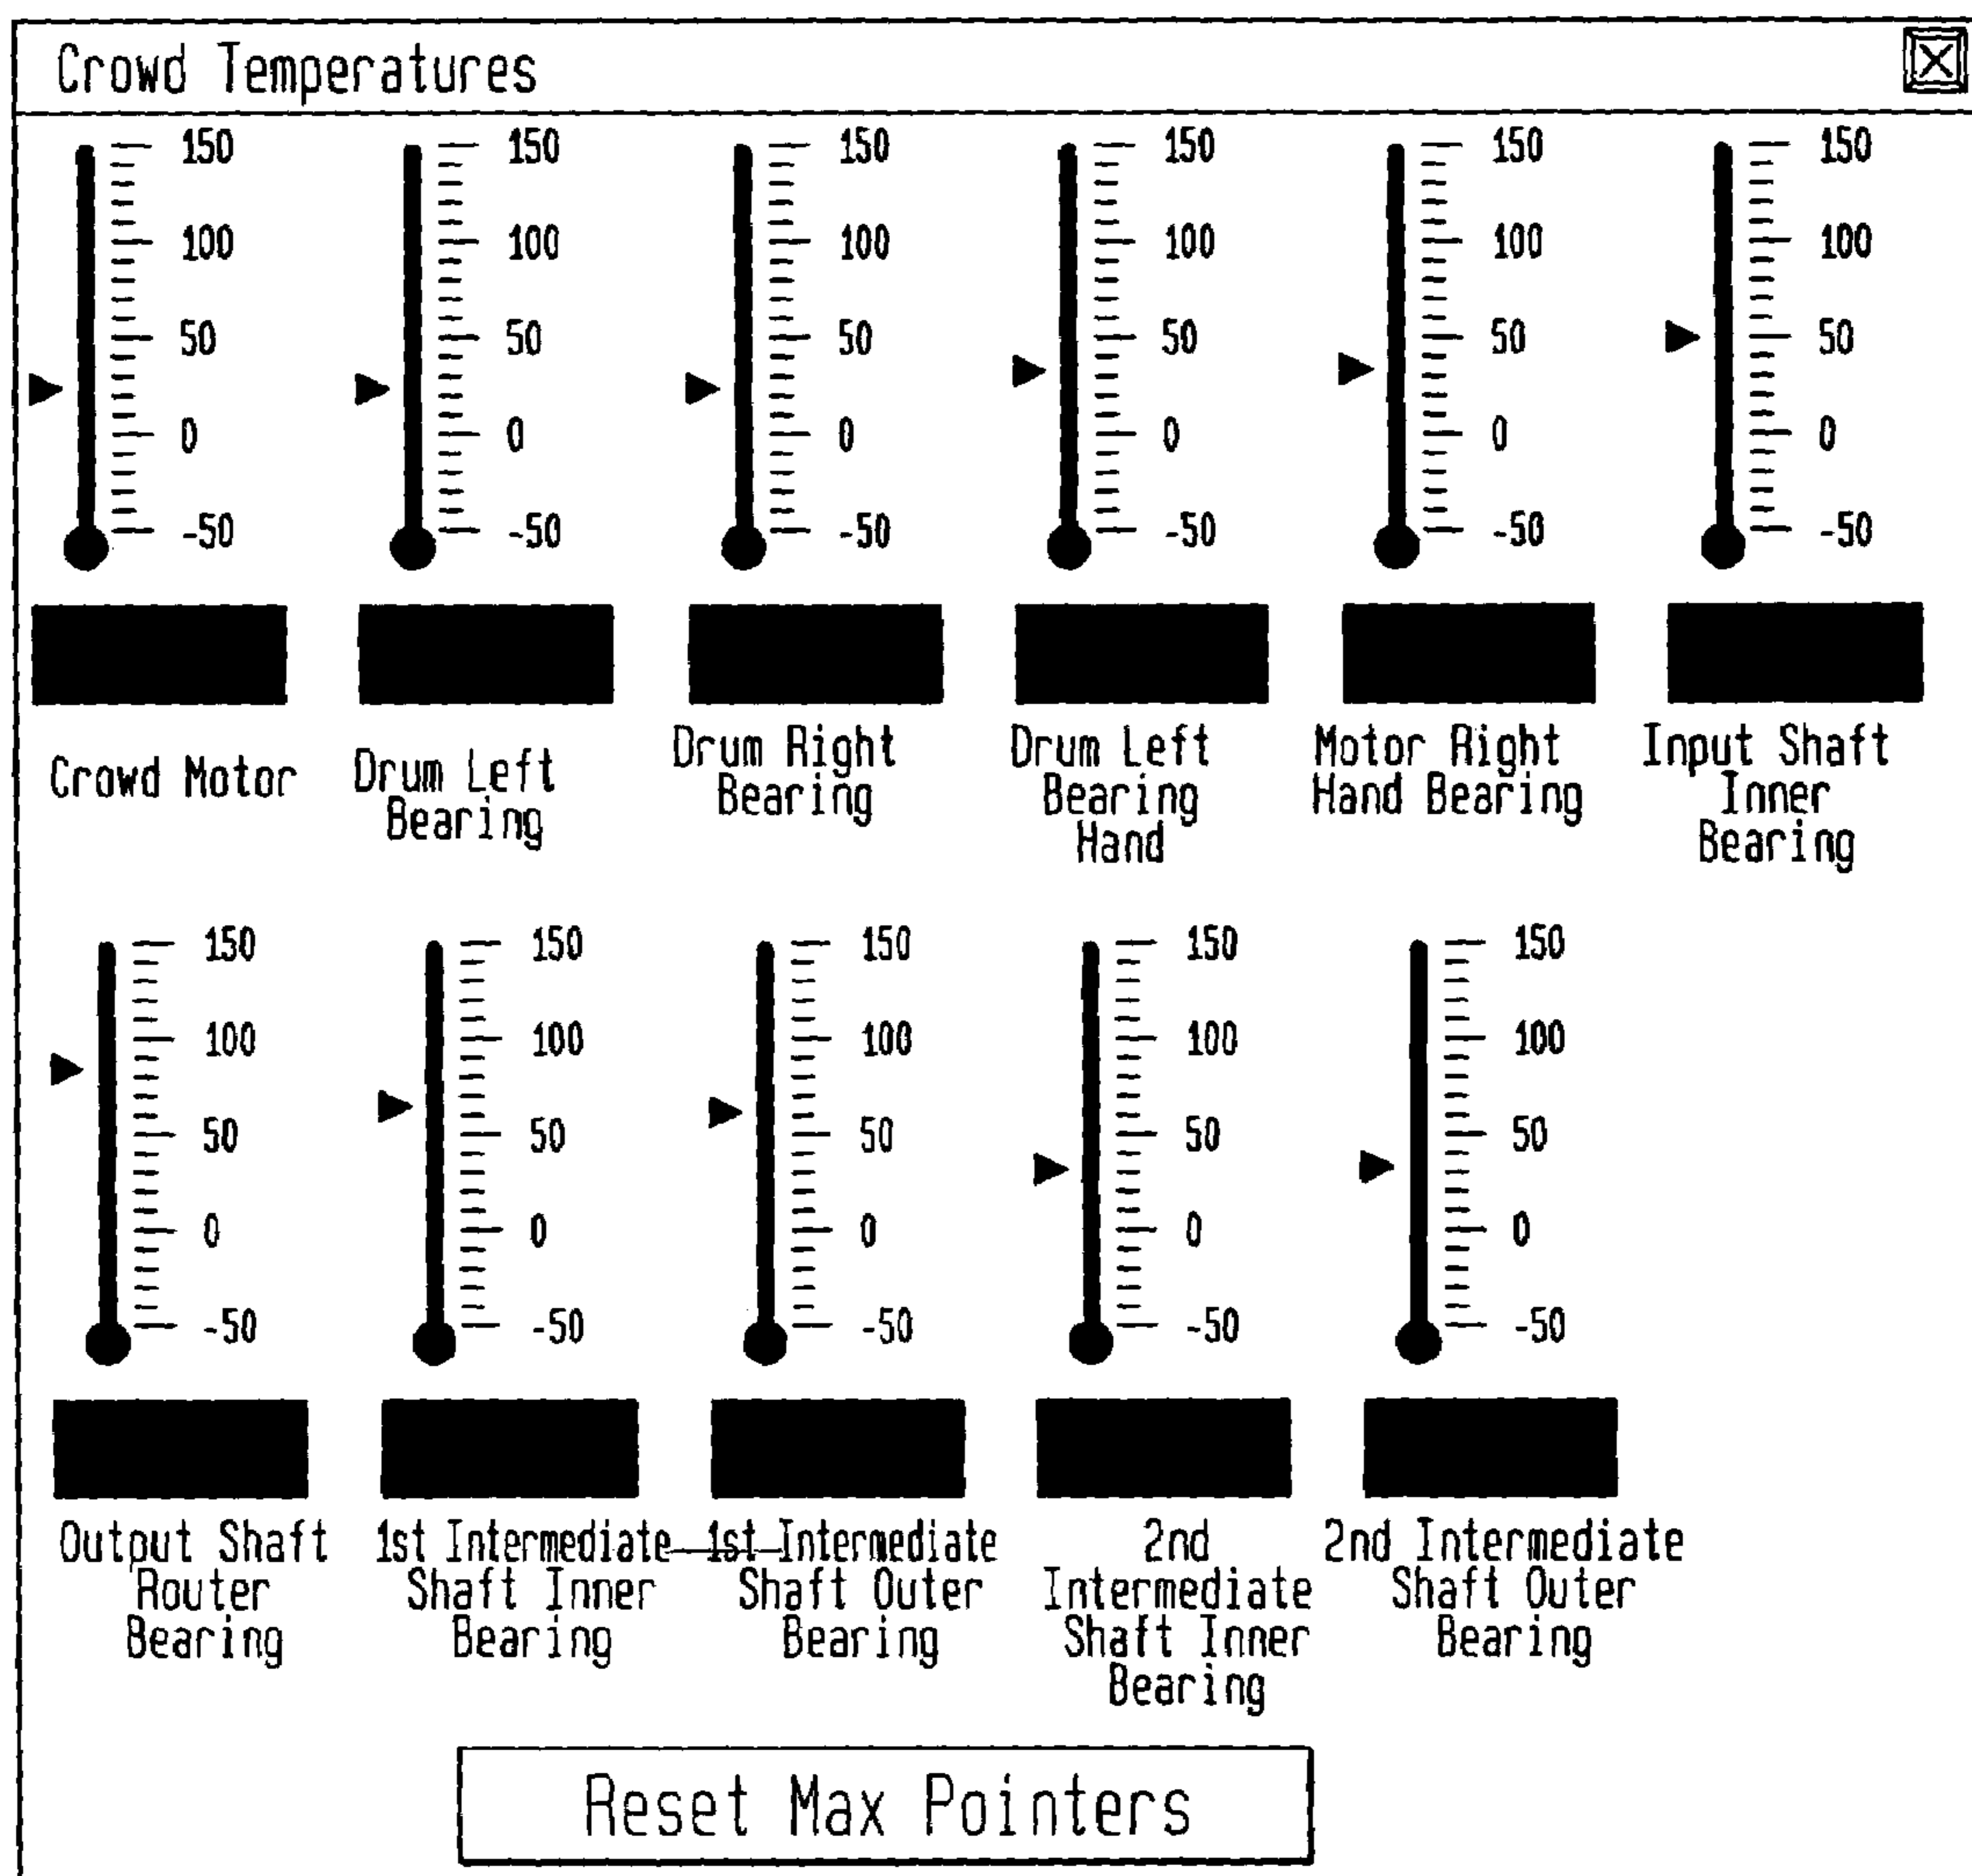 Crowd Temperatures
150 150 150 150 150 150
100 100 100 100 100 100
50 50 50 50 50 50
0 0 0 0 0 0
-50 -50 -50 -50 -50 -50
Crowd Motor
Drum Left
Bearing
Drum Right
Bearing
Drum Left
Bearing
Hand
Motor Right
Hand Bearing
Input Shaft
Inner
Bearing
150 150 150 150 150
100 100 100 100 100
50 50 50 50 50
0 0 0 0 0
-50 -50 -50 -50 -50
Output Shaft
Router
Bearing
1st Intermediate
Shaft Inner
Bearing
1st Intermediate
Shaft Outer
Bearing
2nd
Intermediate
Shaft Inner
Bearing
2nd Intermediate
Shaft Outer
Bearing
Reset Max Pointers